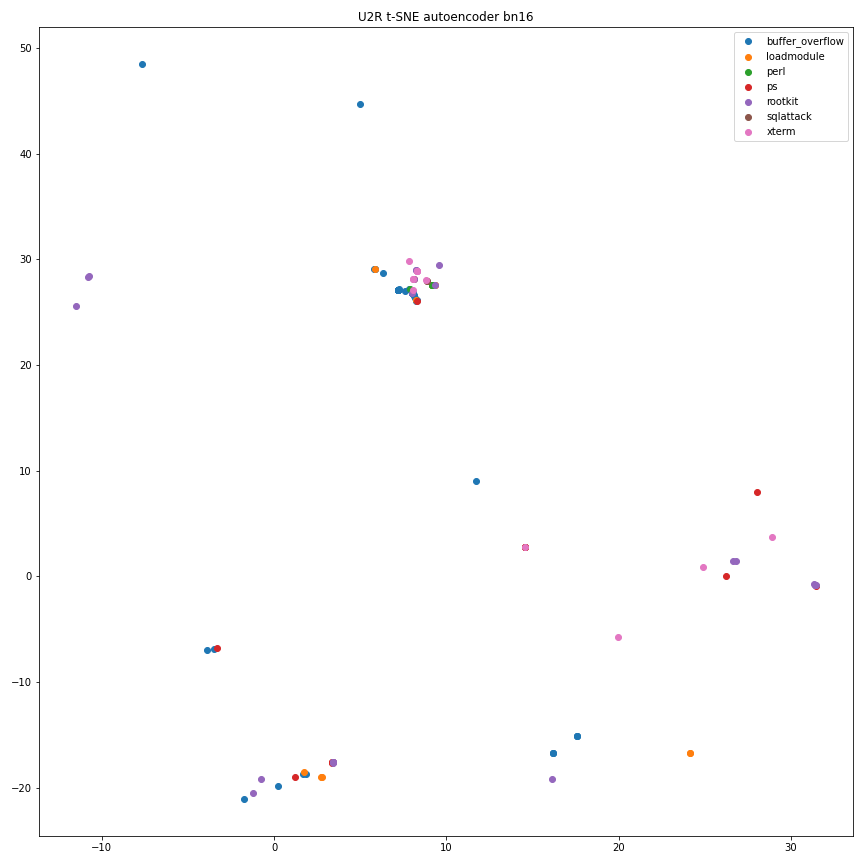 U2R t-SNE autoencoder bn16
buffer_overflow
loadmodule
perl
ps
rootkit
sqlattack
xterm
50
40
30
20
10
0
−10
−20
−10
0
10
20
30